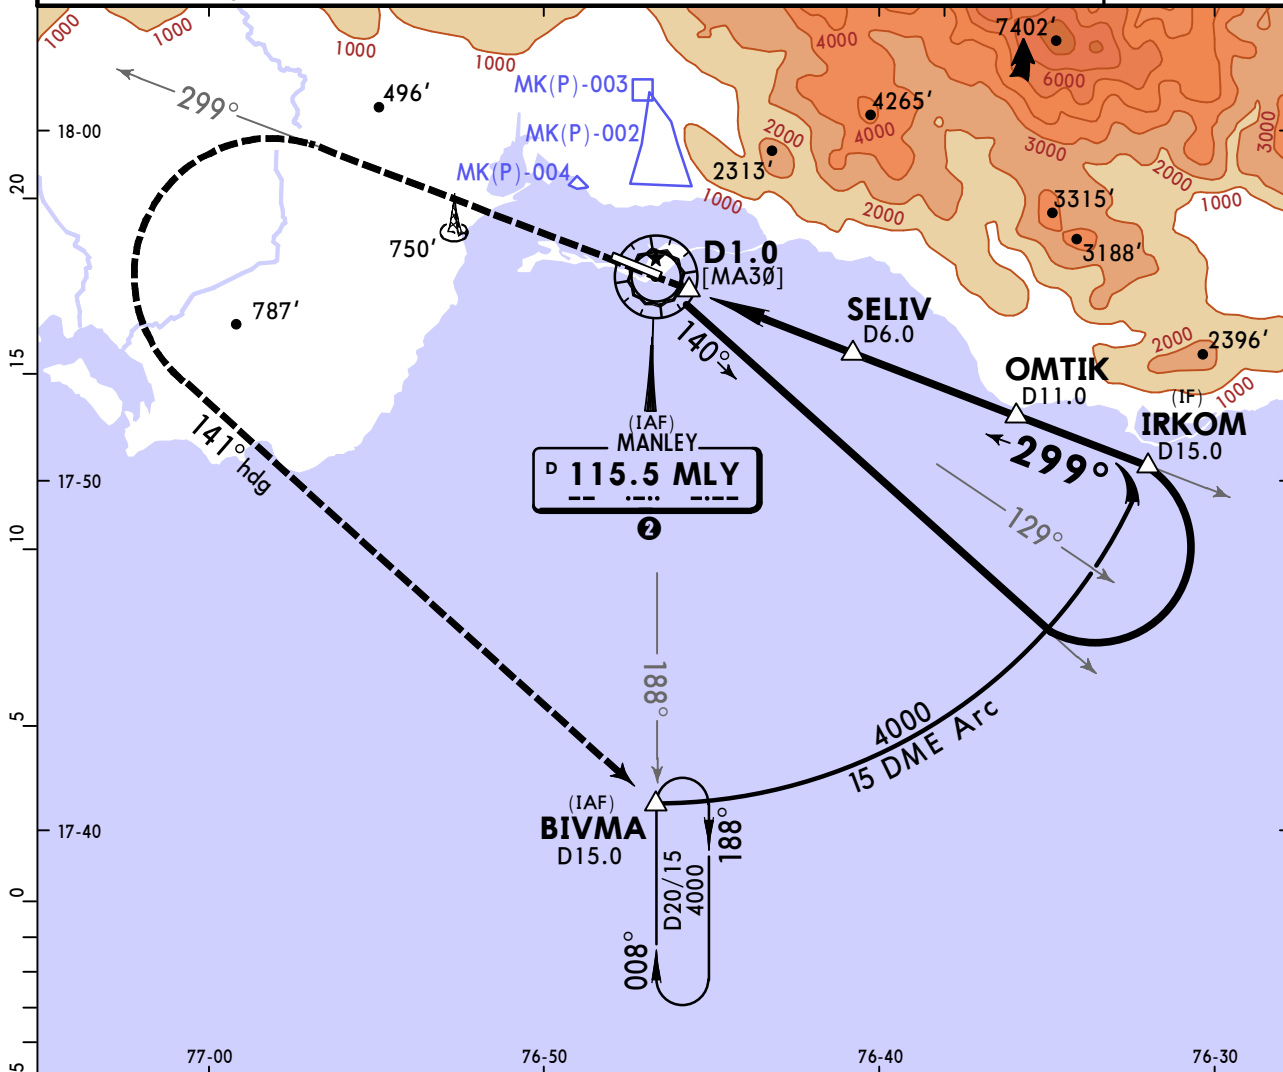 1000
1000
1000
1000
4000
7402'
6000
299°
496'
MK(P)-003
4265'
4000
18-00
MK(P)-002
2000
3000
3000
2313'
MK(P)-004
2000
20
1000
2000
3315'
1000
750'
3188'
D1.0
[MA3Ø]
787'
SELIV
D6.0
140°
2000
2396'
15
OMTIK
D11.0
1000
(IF)
IRKOM
D15.0
141° hdg
(IAF)
MANLEY
D 115.5 MLY
299°
17-50
2
129°
10
188°
5
4000
15 DME Arc
(IAF)
BIVMA
D15.0
17-40
188°
D20/15
4000
0
008°
5
77-00
76-50
76-40
76-30